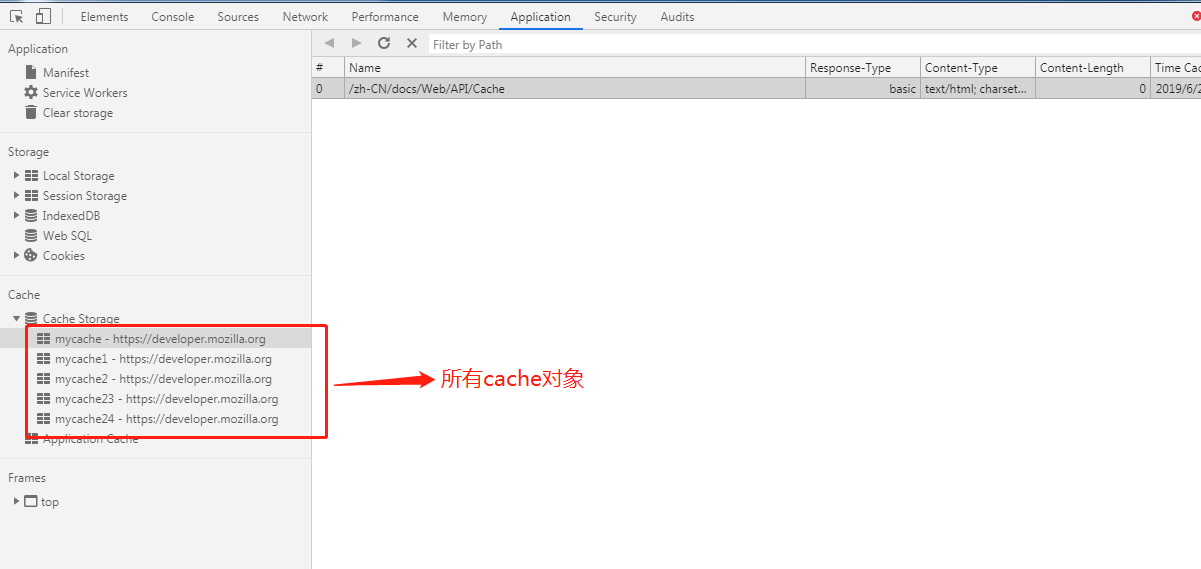 Elements Console Sources Network Performance Memory Application Security Audits
Application
Manifest
Service Workers
Clear storage
Storage
Local Storage
Session Storage
IndexedDB
Web SQL
Cookies
Cache
Cache Storage
mycache - https://developer.mozilla.org
mycache1 - https://developer.mozilla.org
mycache2 - https://developer.mozilla.org
mycache23 - https://developer.mozilla.org
mycache24 - https://developer.mozilla.org
Application Cache
Frames
top
Filter by Path
# Name Response-Type Content-Type Content-Length Time Cac
0 /zh-CN/docs/Web/API/Cache basic text/html; charset... 0 2019/6/2
所有cache对象